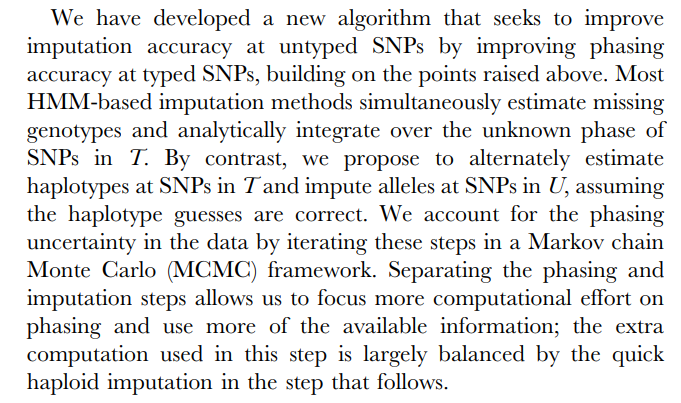 We have developed a new algorithm that seeks to improve
imputation accuracy at untyped SNPs by improving phasing
accuracy at typed SNPs, building on the points raised above. Most
HMM-based imputation methods simultaneously estimate missing
genotypes and analytically integrate over the unknown phase of
SNPs in T. By contrast, we propose to alternately estimate
haplotypes at SNPs in T and impute alleles at SNPs in U, assuming
the haplotype guesses are correct. We account for the phasing
uncertainty in the data by iterating these steps in a Markov chain
Monte Carlo (MCMC) framework. Separating the phasing and
imputation steps allows us to focus more computational effort on
phasing and use more of the available information; the extra
computation used in this step is largely balanced by the quick
haploid imputation in the step that follows.